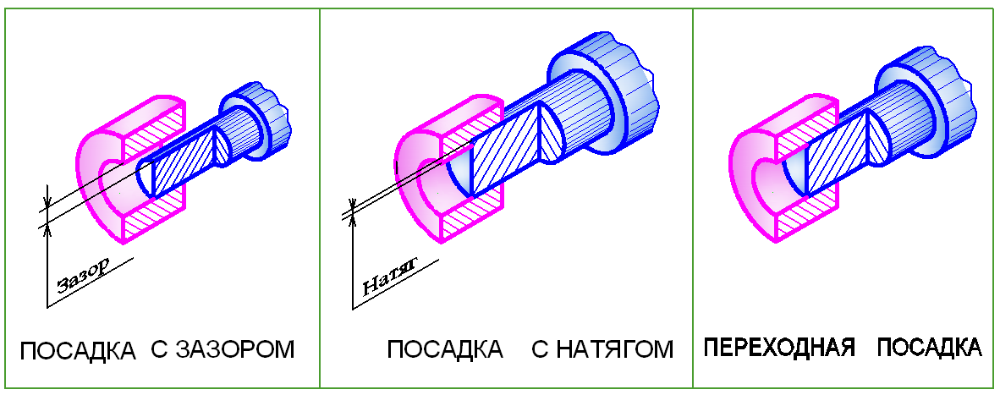 Зазор
ПОСАДКА С ЗАЗОРОМ
Натяг
ПОСАДКА С НАТЯГОМ
ПЕРЕХОДНАЯ ПОСАДКА